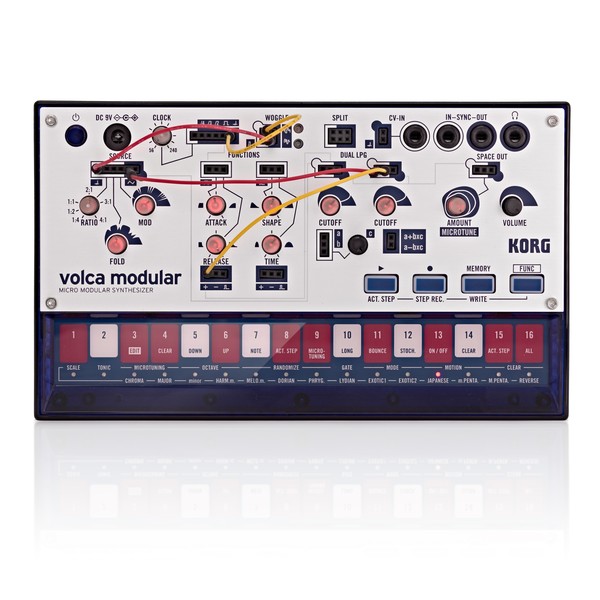 DC 9V CLOCK WOGGLE SPLIT CV-IN IN-SYNC-OUT
56 240
SOURCE FUNCTIONS DUAL LPG SPACE OUT
2:1
1:1 3:1
1:2
1:4 4:1
RATIO MOD ATTACK SHAPE CUTOFF CUTOFF AMOUNT VOLUME
MICROTUNE
a
b c a+bxc
a-bxc
KORG
FOLD RELEASE TIME
volca modular
MICRO MODULAR SYNTHESIZER
MEMORY FUNC
ACT. STEP STEP REC. WRITE
1 2 3 4 5 6 7 8 9 10 11 12 13 14 15 16
EDIT CLEAR DOWN UP NOTE ACT. STEP MICRO-TUNING LONG BOUNCE STOCH. ON / OFF CLEAR ACT. STEP ALL
SCALE TONIC MICROTUNING OCTAVE RANDOMIZE GATE MODE MOTION CLEAR
CHROMA MAJOR MINOR HARM.m MELO.m DORIAN PHRYG. LYDIAN EXOTIC1 EXOTIC2 JAPANESE M.PENTA REVERSE